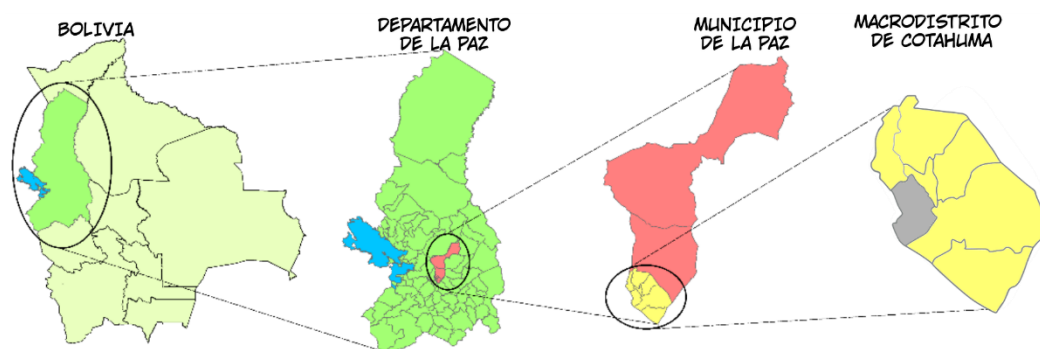 BOLIVIA
DEPARTAMENTO
DE LA PAZ
MUNICIPIO
DE LA PAZ
MACRODISTRITO
DE COTAHUMA